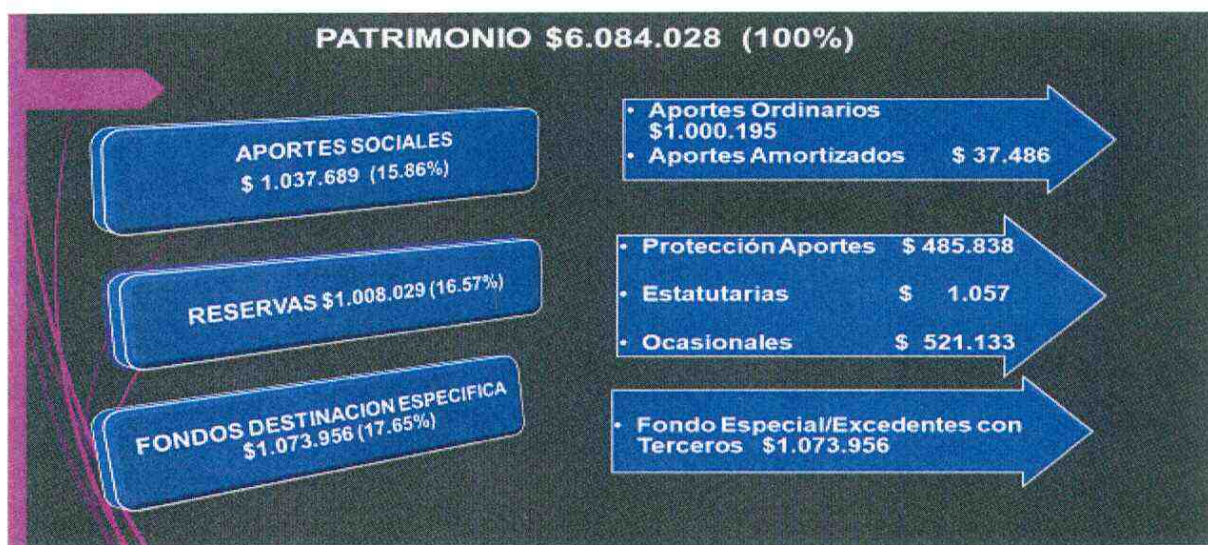 PATRIMONIO $6.084.028 (100%)
APORTES SOCIALES
$ 1.037.689 (15.86%)
• Aportes Ordinarios
$1.000.195
• Aportes Amortizados $ 37.486
RESERVAS $1.008.029 (16.57%)
• Protección Aportes $ 485.838
• Estatutarias $ 1.057
• Ocasionales $ 521.133
FONDOS DESTINACION ESPECIFICA
$1.073.956 (17.65%)
• Fondo Especial/Excedentes con
Terceros $1.073.956